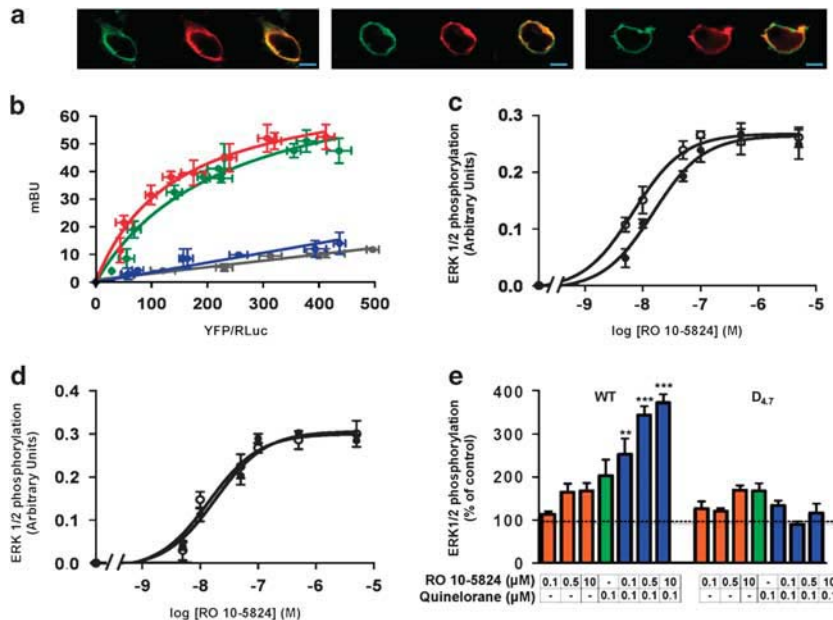 a
b
60
50
40
30
20
10
0
mBU
0 100 200 300 400 500
YFP/RLuc
c
0.3
0.2
0.1
0.0
ERK 1/2 phosphorylation
(Arbitrary Units)
-9 -8 -7 -6 -5
log [RO 10-5824] (M)
d
0.4
0.3
0.2
0.1
0.0
ERK 1/2 phosphorylation
(Arbitrary Units)
-9 -8 -7 -6 -5
log [RO 10-5824] (M)
e
400
300
200
100
0
ERK1/2 phosphorylation
(% of control)
WT
D4.7
** *** ***
RO 10-5824 (µM) 0.1 0.5 10 - 0.1 0.5 10 0.1 0.5 10 - 0.1 0.5 10
Quinelorane (µM) - - - 0.1 0.1 0.1 0.1 - - - 0.1 0.1 0.1 0.1